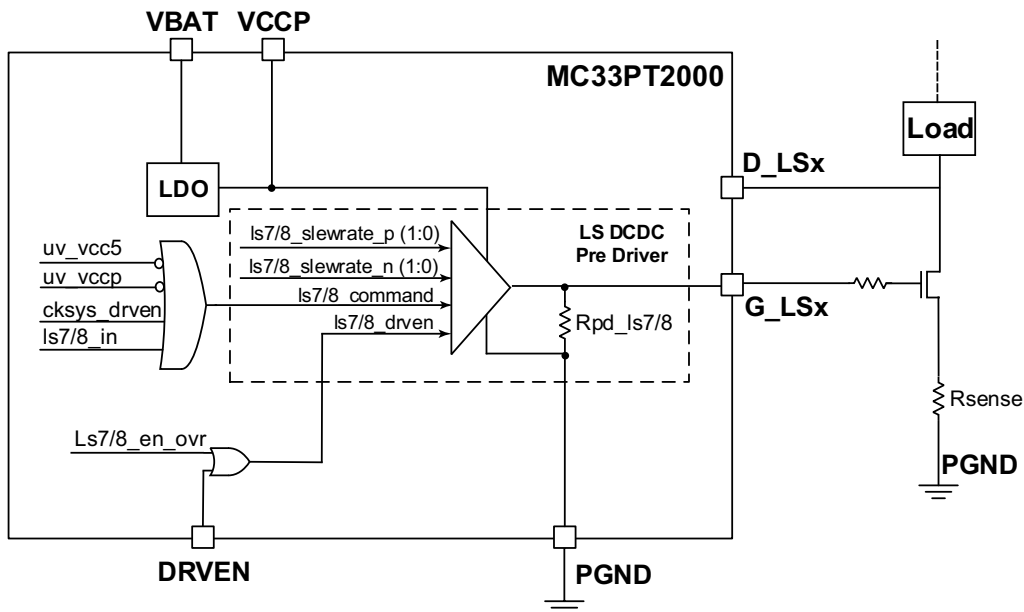 VBAT VCCP
MC33PT2000
Load
D_LSx
LDO
LS DCDC
Pre Driver
ls7/8_slewrate_p (1:0)
uv_vcc5
ls7/8_slewrate_n (1:0)
uv_vccp
G_LSx
ls7/8_command
cksys_drven
ls7/8_drven
Rpd_ls7/8
ls7/8_in
Rsense
Ls7/8_en_ovr
PGND
DRVEN
PGND